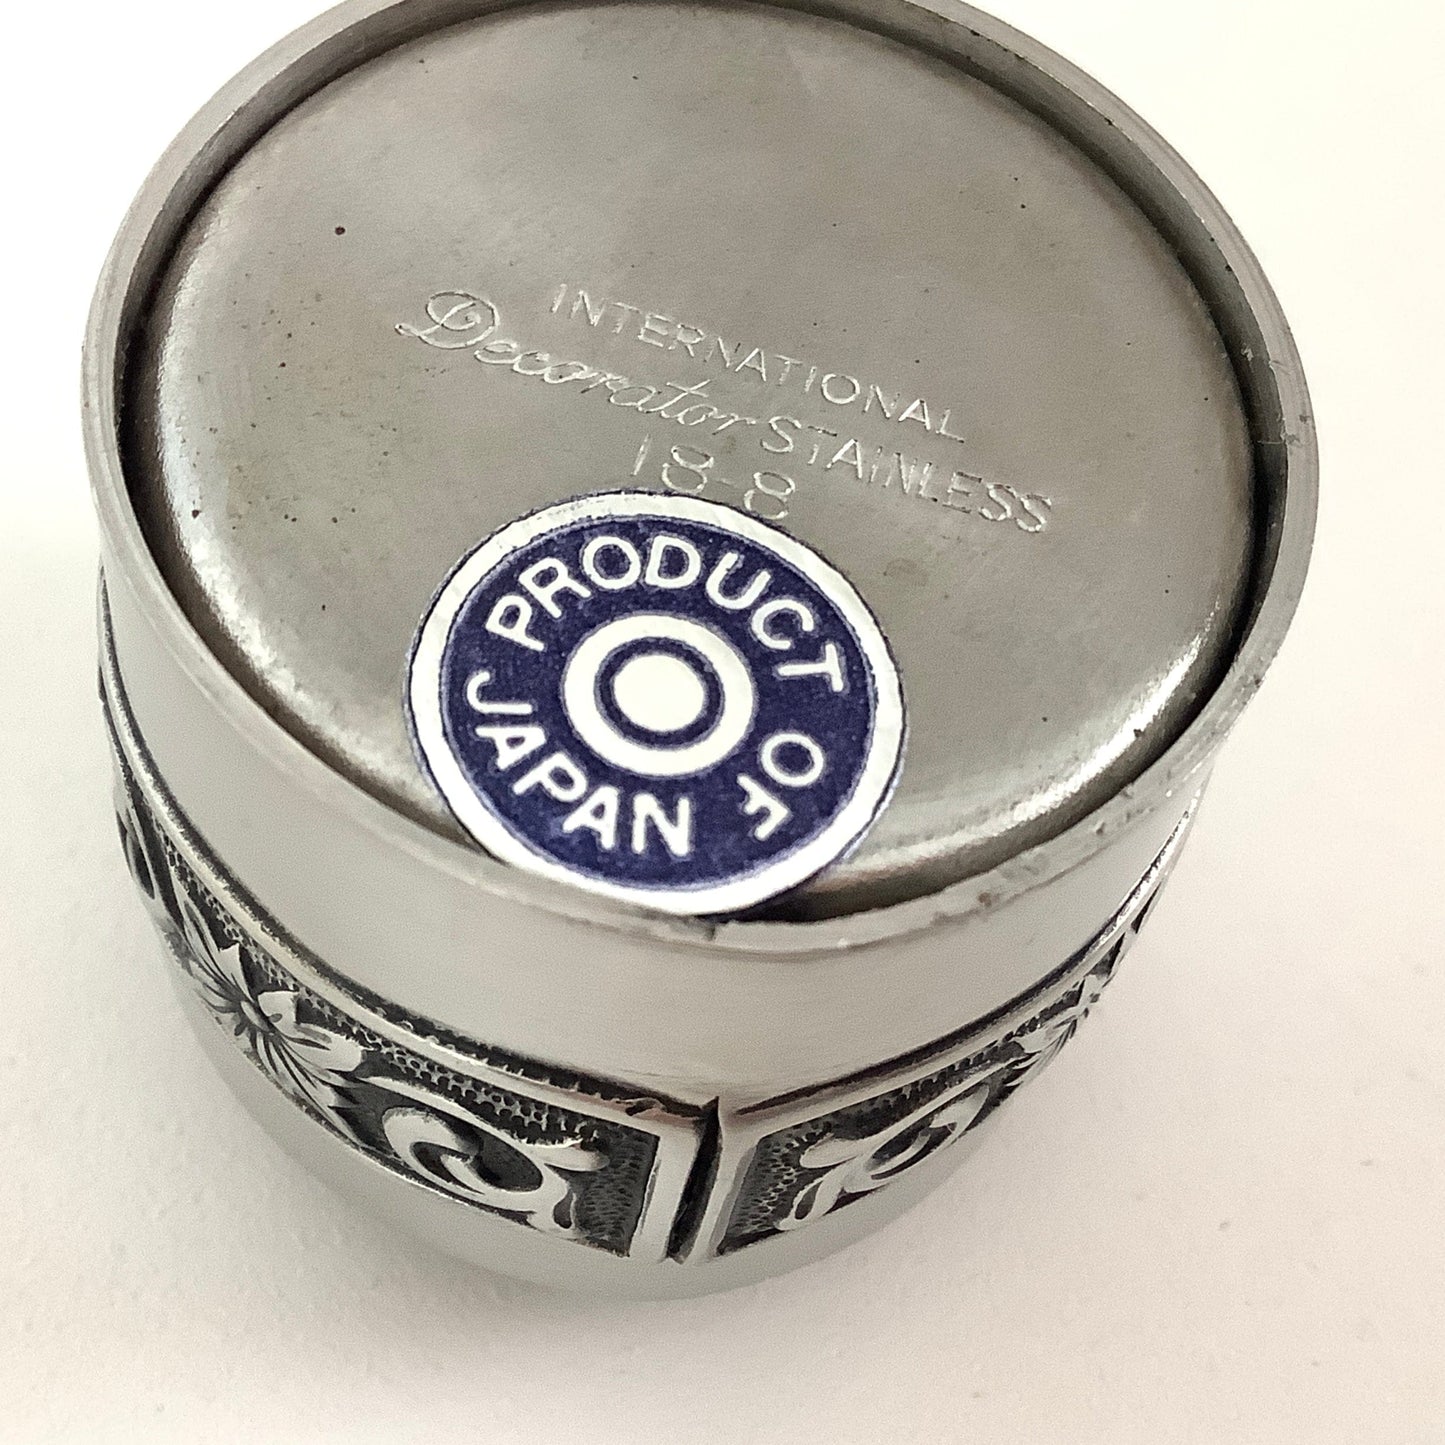 INTERNATIONAL
Decorator STAINLESS
18-8
PRODUCT OF JAPAN